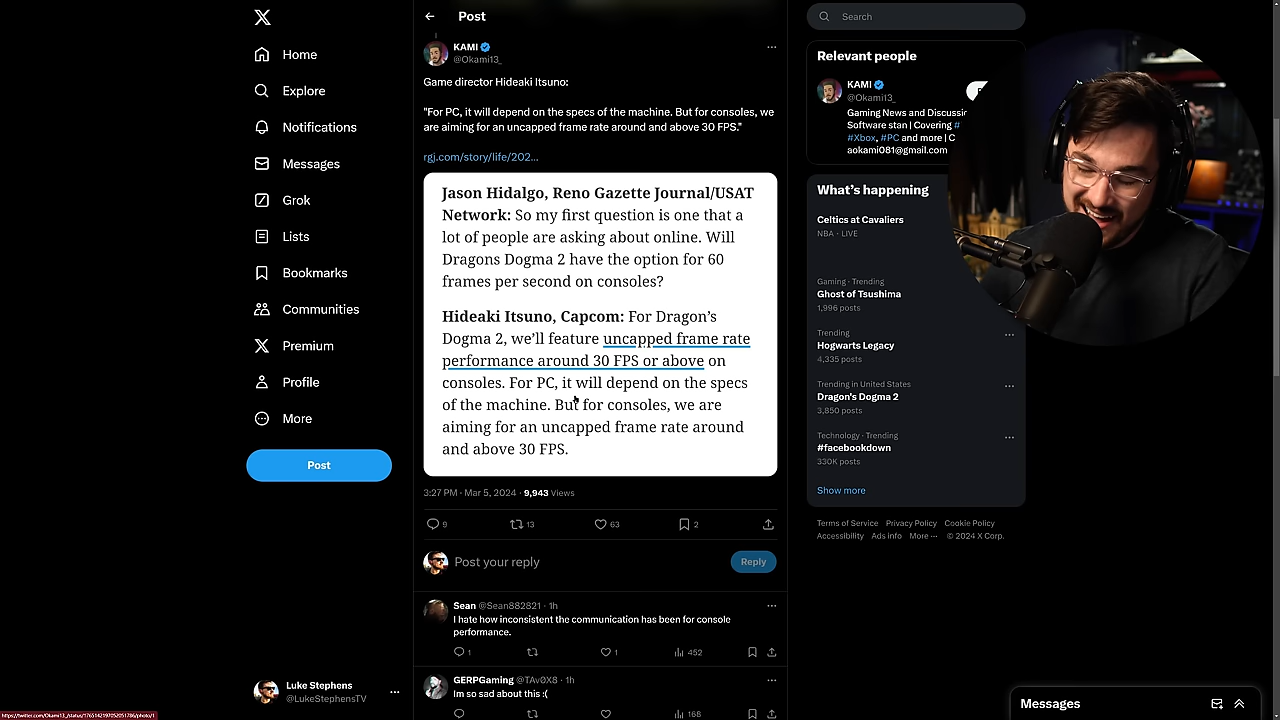 Home
Explore
Notifications
Messages
Grok
Lists
Bookmarks
Communities
Premium
Profile
More
Post
Luke Stephens
@LukeStephensTV
Post
KAMI
@Okami13_
Game director Hideaki Itsuno:
"For PC, it will depend on the specs of the machine. But for consoles, we
are aiming for an uncapped frame rate around and above 30 FPS."
rgj.com/story/life/202...
Jason Hidalgo, Reno Gazette Journal/USAT
Network: So my first question is one that a
lot of people are asking about online. Will
Dragons Dogma 2 have the option for 60
frames per second on consoles?
Hideaki Itsuno, Capcom: For Dragon's
Dogma 2, we'll feature uncapped frame rate
performance around 30 FPS or above on
consoles. For PC, it will depend on the specs
of the machine. But for consoles, we are
aiming for an uncapped frame rate around
and above 30 FPS.
3:27 PM · Mar 5, 2024 · 9,943 Views
9 13 63 2
Post your reply
Reply
Sean @Sean882821 · 1h
I hate how inconsistent the communication has been for console
performance.
1 1 452
GERPGaming @TAv0X8 · 1h
Im so sad about this :(
168
Search
Relevant people
KAMI
@Okami13_
Gaming News and Discussio
Software stan | Covering #
#Xbox, #PC and more | C
aokami081@gmail.com
What's happening
Celtics at Cavaliers
NBA · LIVE
Gaming · Trending
Ghost of Tsushima
1,996 posts
Trending
Hogwarts Legacy
4,335 posts
Trending in United States
Dragon's Dogma 2
3,850 posts
Technology · Trending
#facebookdown
330K posts
Show more
Terms of Service Privacy Policy Cookie Policy
Accessibility Ads info More ··· © 2024 X Corp.
Messages